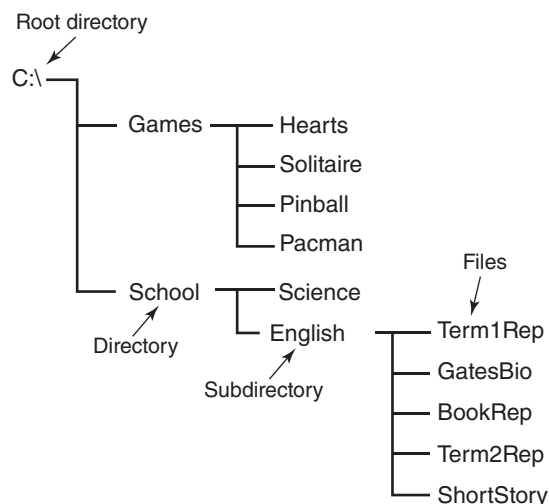 Root directory
C:\
Games
Hearts
Solitaire
Pinball
Pacman
School
Science
Files
Directory
English
Term1Rep
Subdirectory
GatesBio
BookRep
Term2Rep
ShortStory